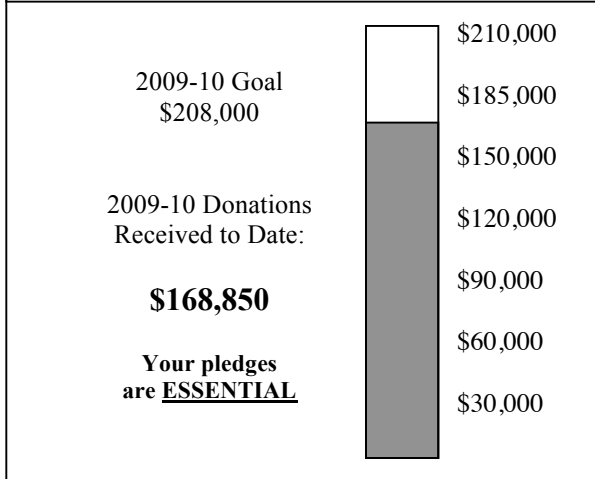 2009-10 Goal
$208,000
2009-10 Donations
Received to Date:
$168,850
Your pledges
are ESSENTIAL
$210,000
$185,000
$150,000
$120,000
$90,000
$60,000
$30,000